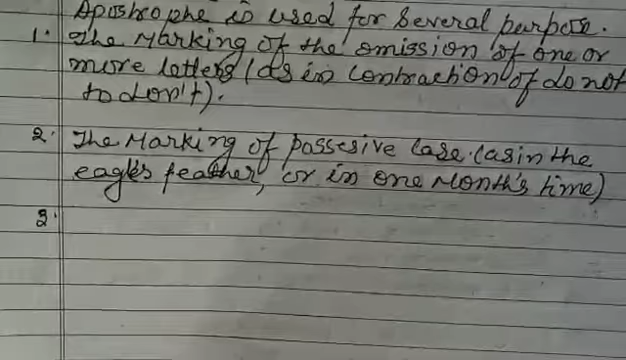 Apostrophe is used for several purpose.
1. The Marking of the omission of one or
more letters (as in contraction of do not
to don't).
2. The Marking of possesive case. (as in the
eagle's feather, or in one Month's time)
3.